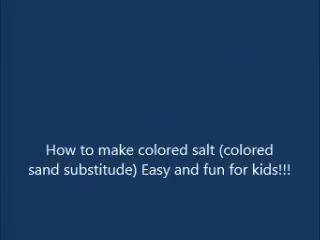 How to make colored salt (colored
sand substitude) Easy and fun for kids!!!